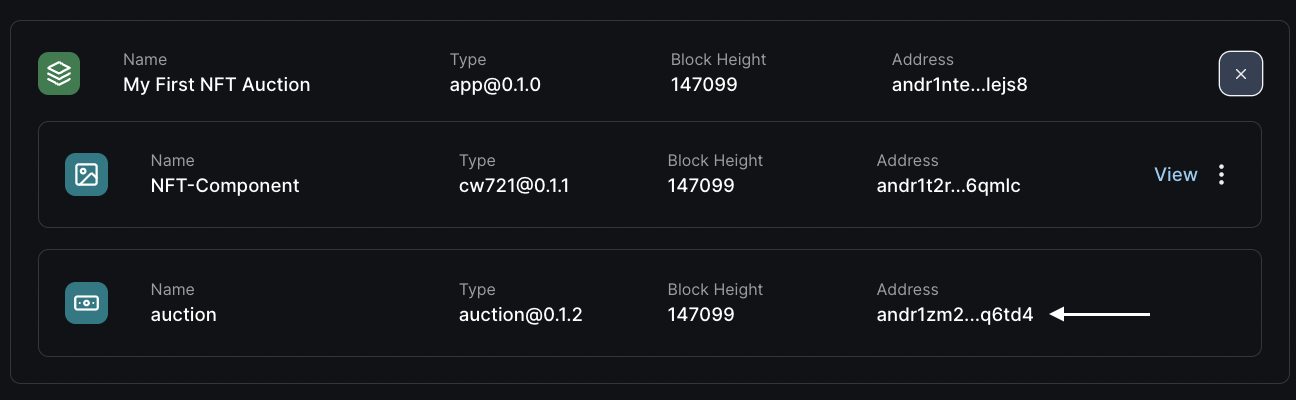 Name Type Block Height Address
My First NFT Auction app@0.1.0 147099 andr1nte...lejs8
Name Type Block Height Address
NFT-Component cw721@0.1.1 147099 andr1t2r...6qmlc View
Name Type Block Height Address
auction auction@0.1.2 147099 andr1zm2...q6td4